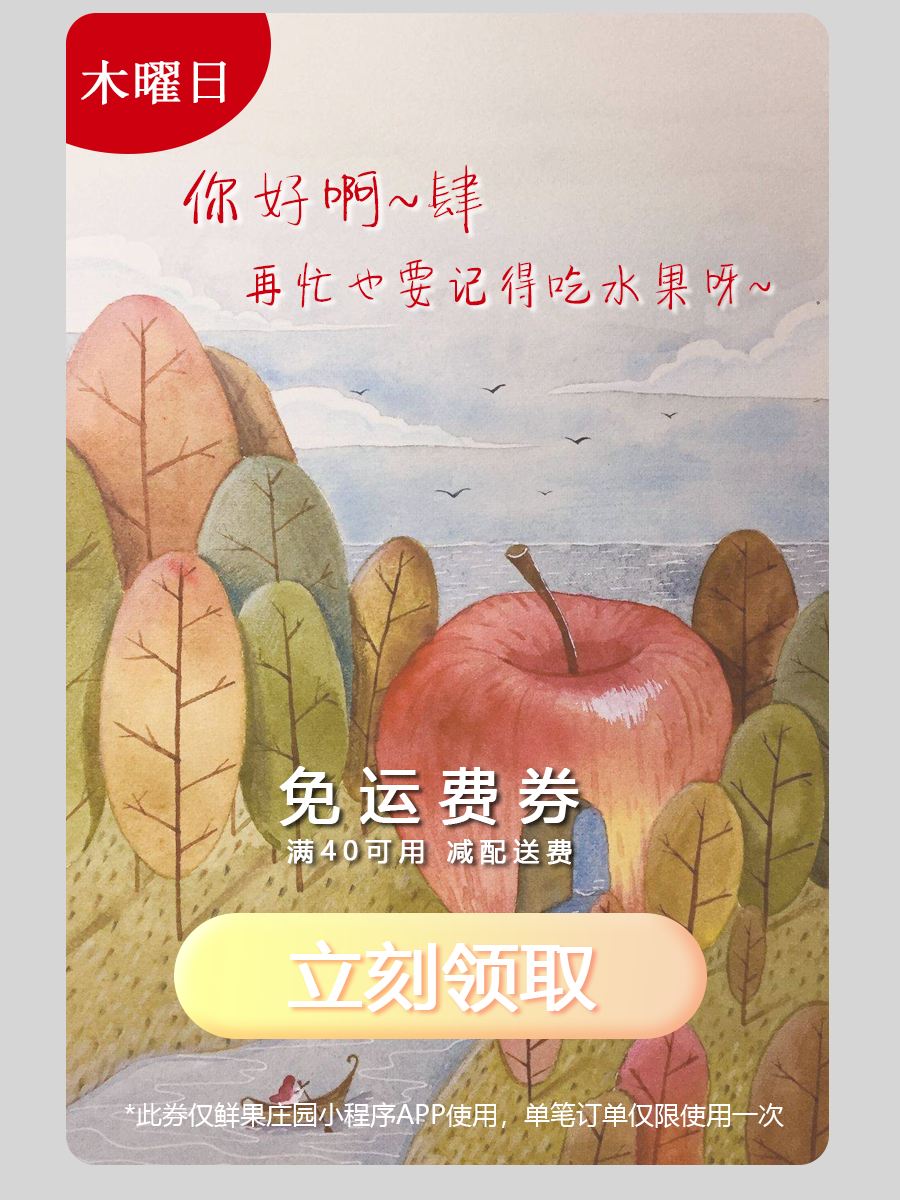 木曜日
你好啊~肆
再忙也要记得吃水果呀~
免运费券
满40可用 减配送费
立刻领取
*此券仅鲜果庄园小程序APP使用，单笔订单仅限使用一次